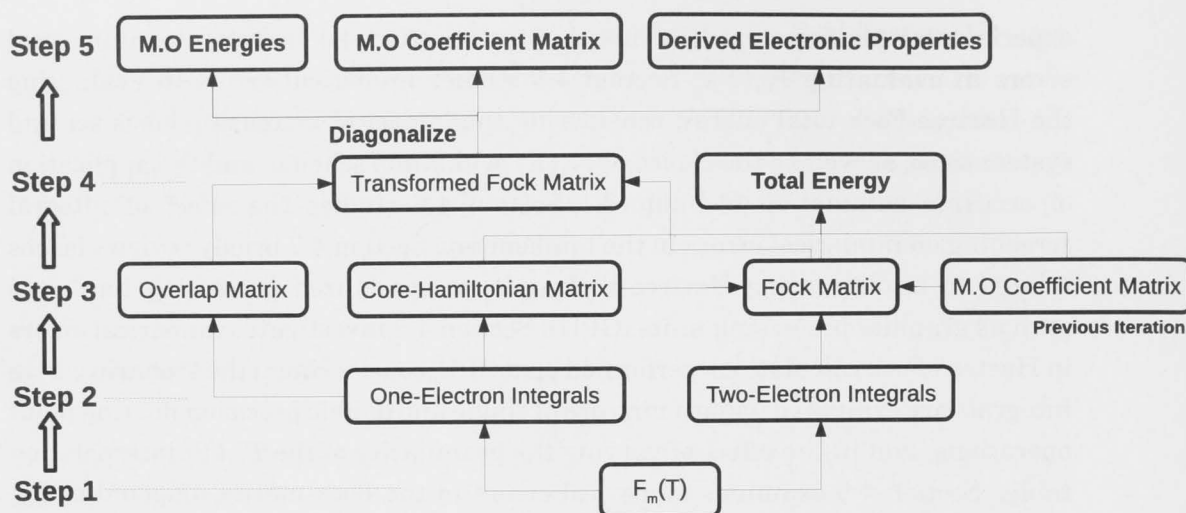 Step 5
M.O Energies
M.O Coefficient Matrix
Derived Electronic Properties
Diagonalize
Step 4
Transformed Fock Matrix
Total Energy
Step 3
Overlap Matrix
Core-Hamiltonian Matrix
Fock Matrix
M.O Coefficient Matrix
Previous Iteration
Step 2
One-Electron Integrals
Two-Electron Integrals
Step 1
Fm(T)